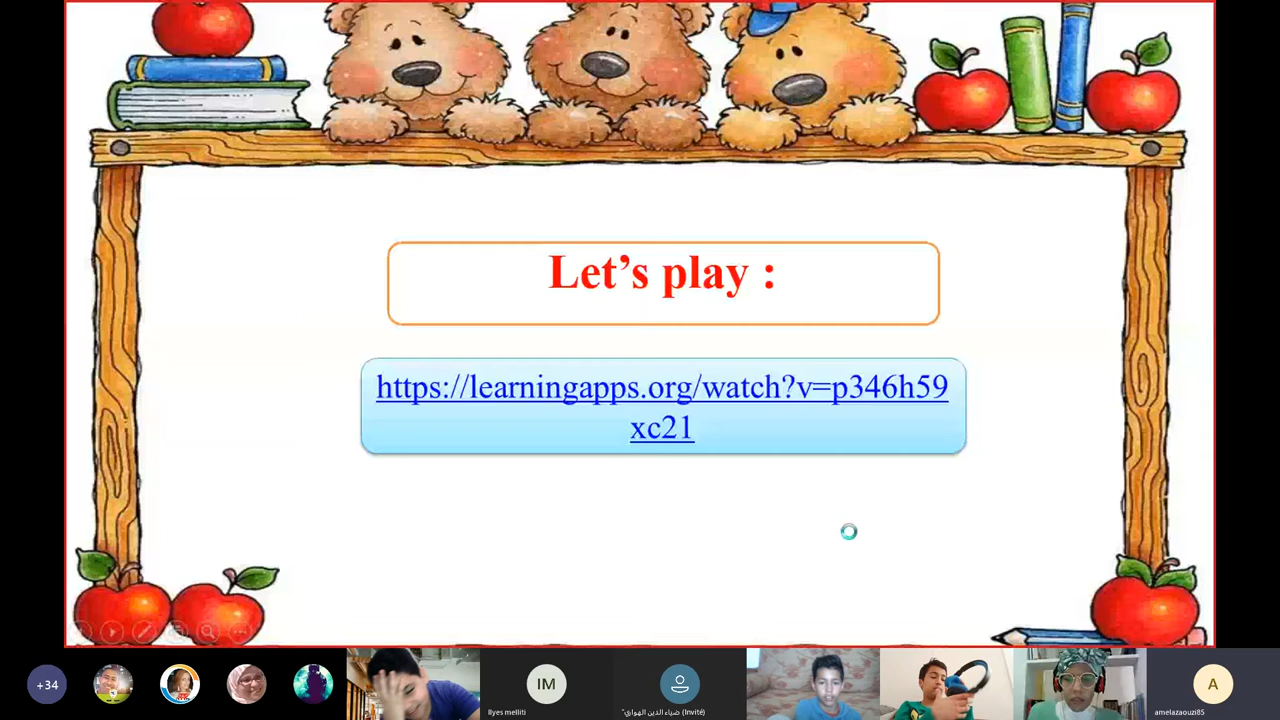 Let's play :
https://learningapps.org/watch?v=p346h59
xc21
+34
IM
Ilyes melliti
"ضياء الدين الهواري (Invité)
A
amelazaouzi85